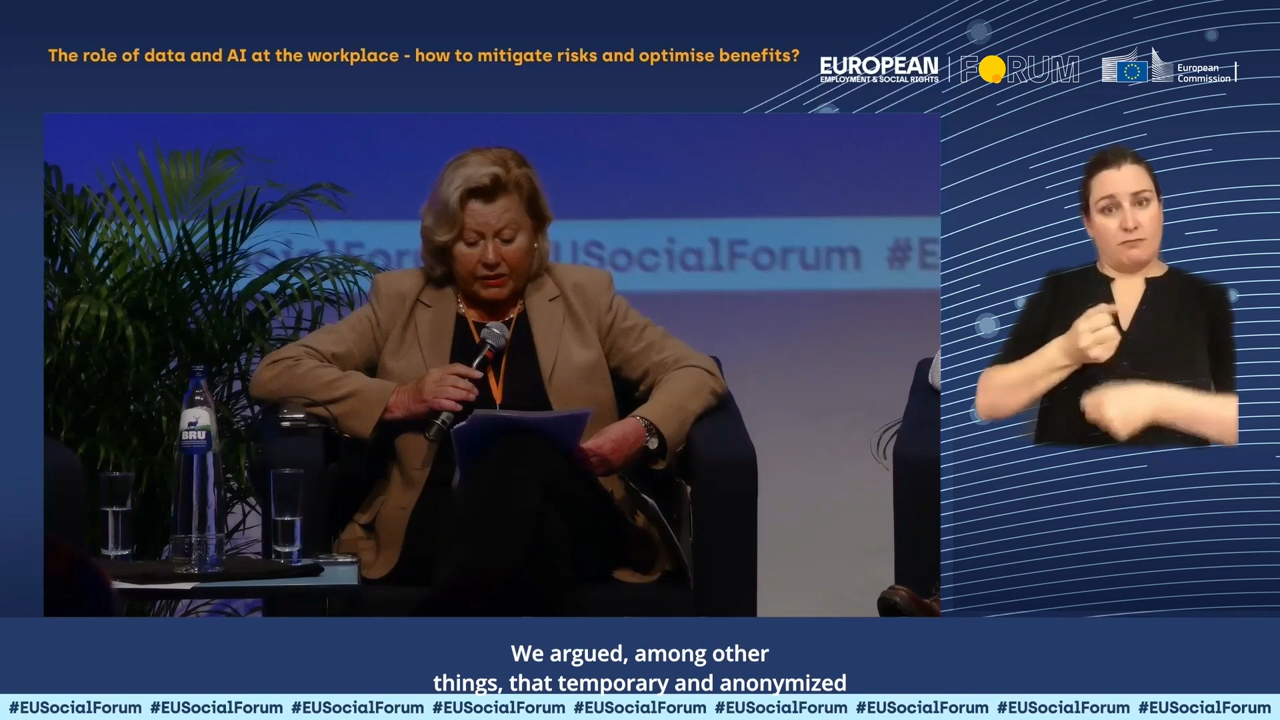 The role of data and AI at the workplace - how to mitigate risks and optimise benefits?
EUROPEAN
EMPLOYMENT & SOCIAL RIGHTS
FORUM
European
Commission
cialForu
EUSocialForum #E
BRU
We argued, among other
things, that temporary and anonymized
#EUSocialForum #EUSocialForum #EUSocialForum #EUSocialForum #EUSocialForum #EUSocialForum #EUSocialForum #EUSocialForum #EUSocialForum